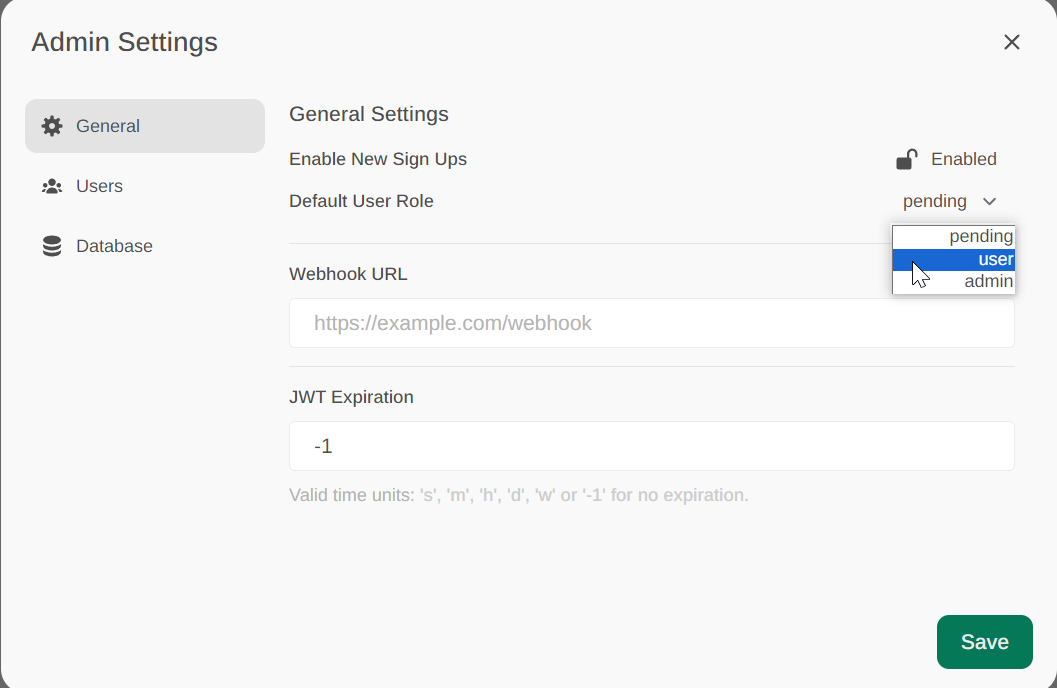 Admin Settings
General
Users
Database
General Settings
Enable New Sign Ups
Enabled
Default User Role
pending
pending
user
admin
Webhook URL
https://example.com/webhook
JWT Expiration
-1
Valid time units: 's', 'm', 'h', 'd', 'w' or '-1' for no expiration.
Save